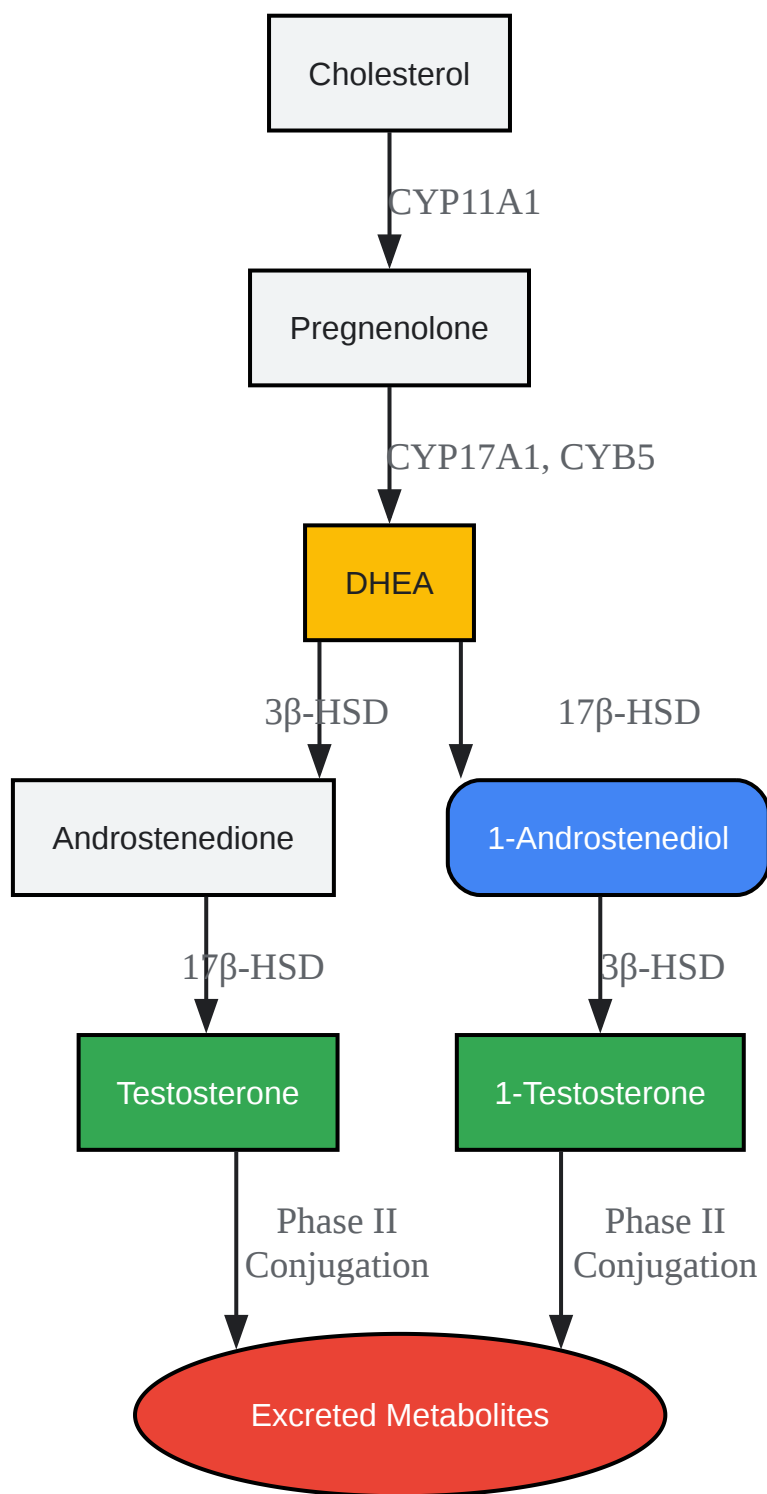 Cholesterol
CYP11A1
Pregnenolone
CYP17A1, CYB5
DHEA
3β-HSD
17β-HSD
Androstenedione
1-Androstenediol
17β-HSD
3β-HSD
Testosterone
1-Testosterone
Phase II
Conjugation
Phase II
Conjugation
Excreted Metabolites